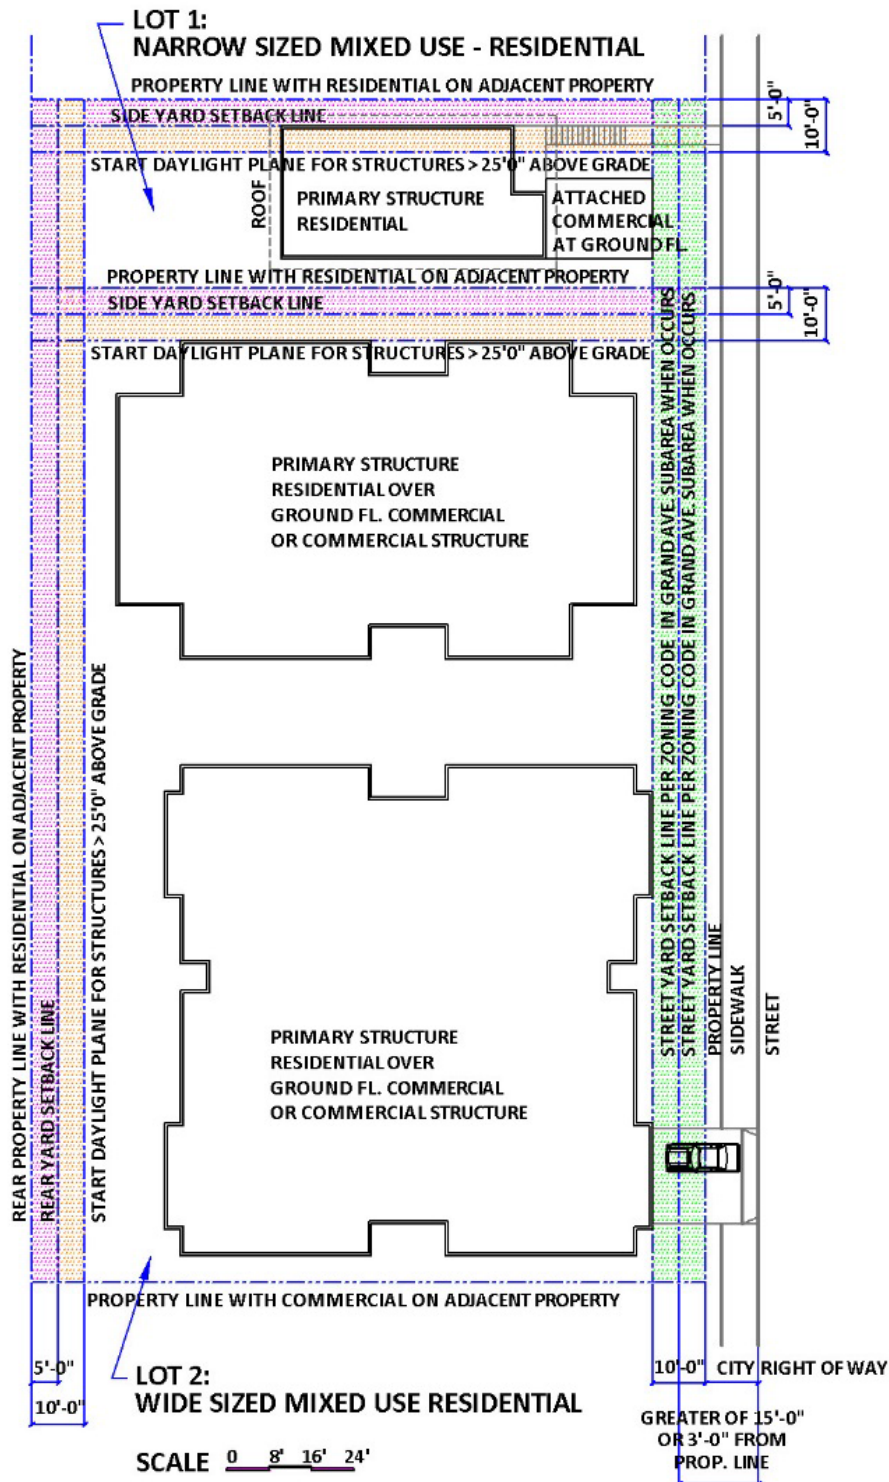 LOT 1:
NARROW SIZED MIXED USE - RESIDENTIAL
PROPERTY LINE WITH RESIDENTIAL ON ADJACENT PROPERTY
SIDE YARD SETBACK LINE
5'-0"
10'-0"
START DAYLIGHT PLANE FOR STRUCTURES > 25'0" ABOVE GRADE
ROOF
PRIMARY STRUCTURE
RESIDENTIAL
ATTACHED
COMMERCIAL
AT GROUND FL.
PROPERTY LINE WITH RESIDENTIAL ON ADJACENT PROPERTY
SIDE YARD SETBACK LINE
5'-0"
10'-0"
START DAYLIGHT PLANE FOR STRUCTURES > 25'0" ABOVE GRADE
PRIMARY STRUCTURE
RESIDENTIAL OVER
GROUND FL. COMMERCIAL
OR COMMERCIAL STRUCTURE
REAR PROPERTY LINE WITH RESIDENTIAL ON ADJACENT PROPERTY
REAR YARD SETBACK LINE
START DAYLIGHT PLANE FOR STRUCTURES > 25'0" ABOVE GRADE
STREET YARD SETBACK LINE PER ZONING CODE IN GRAND AVE. SUBAREA WHEN OCCURS
STREET YARD SETBACK LINE PER ZONING CODE IN GRAND AVE. SUBAREA WHEN OCCURS
PROPERTY LINE
SIDEWALK
STREET
PRIMARY STRUCTURE
RESIDENTIAL OVER
GROUND FL. COMMERCIAL
OR COMMERCIAL STRUCTURE
PROPERTY LINE WITH COMMERCIAL ON ADJACENT PROPERTY
5'-0"
10'-0"
LOT 2:
WIDE SIZED MIXED USE RESIDENTIAL
10'-0"
CITY RIGHT OF WAY
GREATER OF 15'-0"
OR 3'-0" FROM
PROP. LINE
SCALE 0 8' 16' 24'